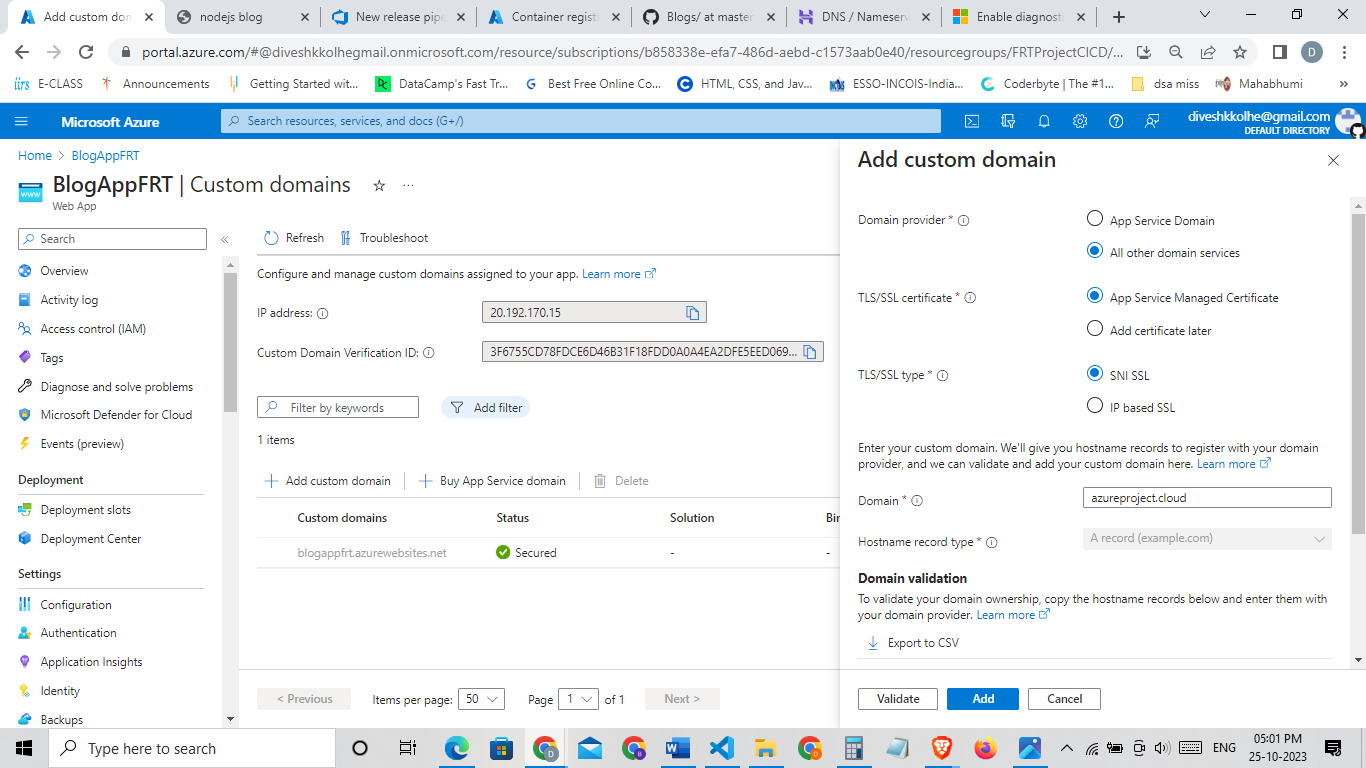 Add custom dom
nodejs blog
New release pipe
Container registr
Blogs/ at master
DNS / Nameserv
Enable diagnost
portal.azure.com/#@diveshkkolhegmail.onmicrosoft.com/resource/subscriptions/b858338e-efa7-486d-aebd-c1573aab0e40/resourcegroups/FRTProjectCICD/...
D
E-CLASS
Announcements
Getting Started wit...
DataCamp's Fast Tr...
Best Free Online Co...
HTML, CSS, and Jav...
ESSO-INCOIS-India...
Coderbyte | The #1...
dsa miss
Mahabhumi
Microsoft Azure
Search resources, services, and docs (G+/)
diveshkkolhe@gmail.com
DEFAULT DIRECTORY
Home > BlogAppFRT
BlogAppFRT | Custom domains
Web App
Search
Overview
Activity log
Access control (IAM)
Tags
Diagnose and solve problems
Microsoft Defender for Cloud
Events (preview)
Deployment
Deployment slots
Deployment Center
Settings
Configuration
Authentication
Application Insights
Identity
Backups
Refresh
Troubleshoot
Configure and manage custom domains assigned to your app. Learn more
IP address:
20.192.170.15
Custom Domain Verification ID:
3F6755CD78FDCE6D46B31F18FDD0A0A4EA2DFE5EED069...
Filter by keywords
Add filter
1 items
Add custom domain
Buy App Service domain
Delete
Custom domains
Status
Solution
Bin
blogappfrt.azurewebsites.net
Secured
-
-
< Previous
Items per page:
50
Page
1
of 1
Next >
Add custom domain
Domain provider *
App Service Domain
All other domain services
TLS/SSL certificate *
App Service Managed Certificate
Add certificate later
TLS/SSL type *
SNI SSL
IP based SSL
Enter your custom domain. We'll give you hostname records to register with your domain
provider, and we can validate and add your custom domain here. Learn more
Domain *
azureproject.cloud
Hostname record type *
A record (example.com)
Domain validation
To validate your domain ownership, copy the hostname records below and enter them with
your domain provider. Learn more
Export to CSV
Validate
Add
Cancel
Type here to search
ENG
05:01 PM
25-10-2023